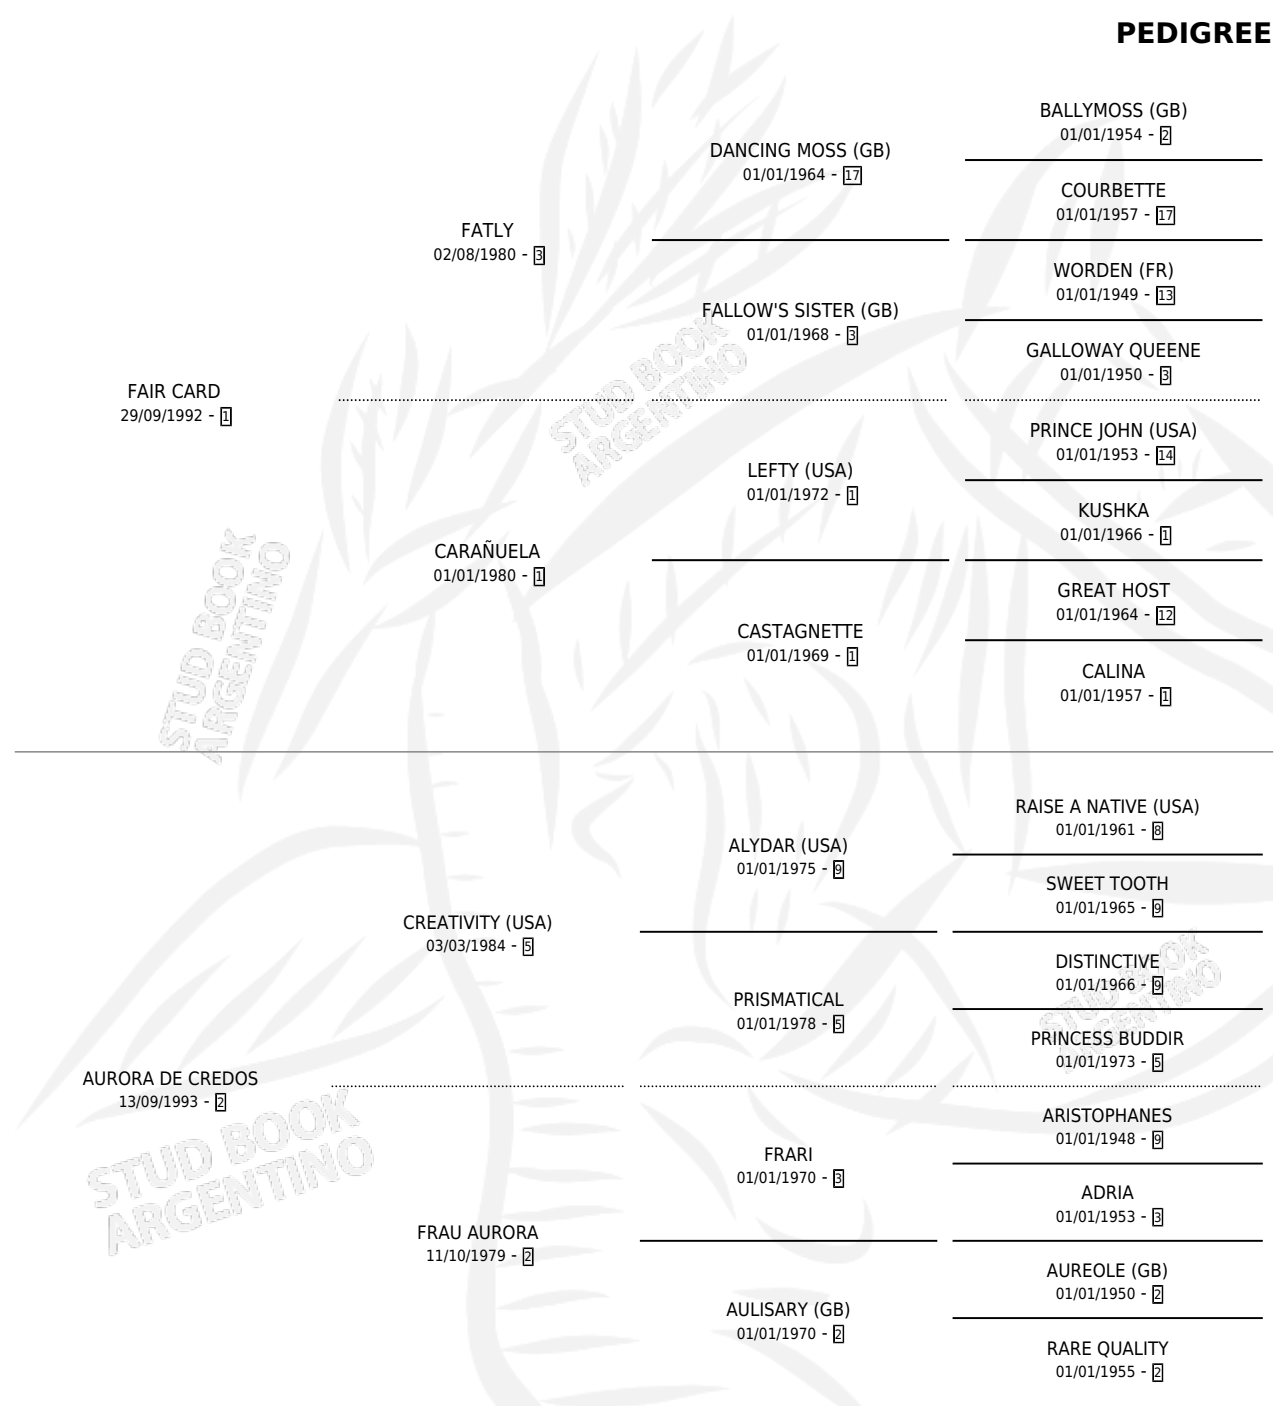 PEDIGREE
BALLYMOSS (GB)
01/01/1954 - 2
DANCING MOSS (GB)
01/01/1964 - 17
COURBETTE
01/01/1957 - 17
FATLY
02/08/1980 - 3
WORDEN (FR)
01/01/1949 - 13
FALLOW'S SISTER (GB)
01/01/1968 - 3
GALLOWAY QUEENE
01/01/1950 - 3
FAIR CARD
29/09/1992 - 1
PRINCE JOHN (USA)
01/01/1953 - 14
LEFTY (USA)
01/01/1972 - 1
KUSHKA
01/01/1966 - 1
CARAÑUELA
01/01/1980 - 1
GREAT HOST
01/01/1964 - 12
CASTAGNETTE
01/01/1969 - 1
CALINA
01/01/1957 - 1
STUD BOOK
ARGENTINO
STUD BOOK
ARGENTINO
RAISE A NATIVE (USA)
01/01/1961 - 8
ALYDAR (USA)
01/01/1975 - 9
SWEET TOOTH
01/01/1965 - 9
CREATIVITY (USA)
03/03/1984 - 5
DISTINCTIVE
01/01/1966 - 9
PRISMATICAL
01/01/1978 - 5
PRINCESS BUDDIR
01/01/1973 - 5
AURORA DE CREDOS
13/09/1993 - 2
ARISTOPHANES
01/01/1948 - 9
FRARI
01/01/1970 - 3
ADRIA
01/01/1953 - 3
FRAU AURORA
11/10/1979 - 2
AUREOLE (GB)
01/01/1950 - 2
AULISARY (GB)
01/01/1970 - 2
RARE QUALITY
01/01/1955 - 2
STUD BOOK
ARGENTINO
STUD BOOK
ARGENTINO